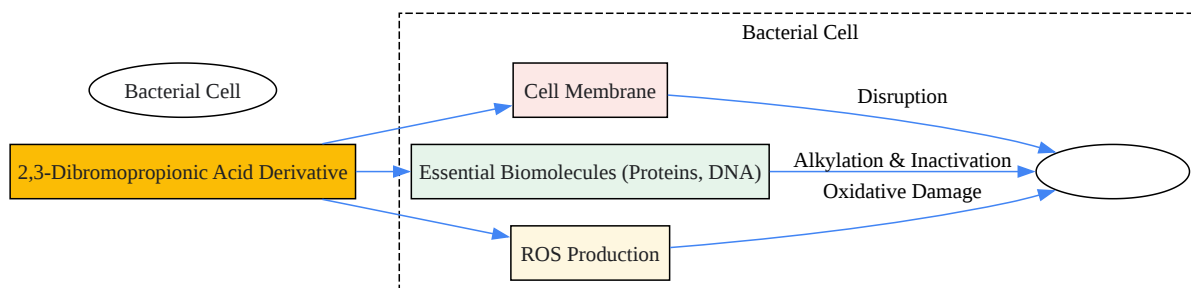 Bacterial Cell
Bacterial Cell
Cell Membrane
Disruption
2,3-Dibromopropionic Acid Derivative
Essential Biomolecules (Proteins, DNA)
Alkylation & Inactivation
Oxidative Damage
ROS Production